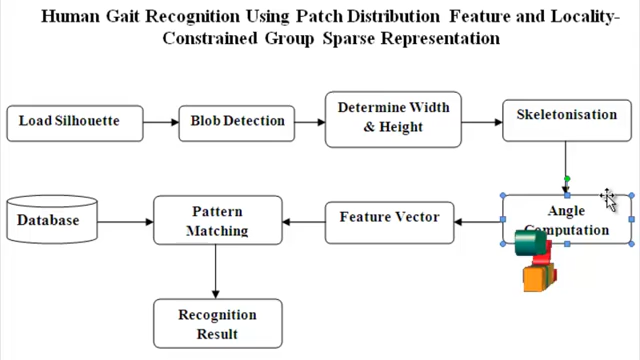 Human Gait Recognition Using Patch Distribution Feature and Locality-
Constrained Group Sparse Representation
Load Silhouette
Blob Detection
Determine Width
& Height
Skeletonisation
Database
Pattern
Matching
Feature Vector
Angle
Computation
Recognition
Result